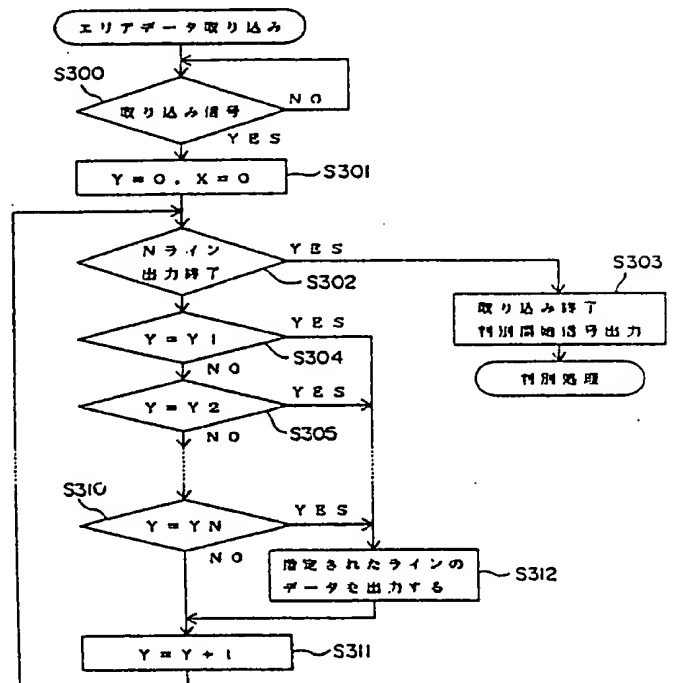 エリアデータ取り込み
S300
取り込み信号
NO
YES
Y=0. X=0
S301
Nライン
出力終了
YES
S302
S303
取り込み終了
判別開始信号出力
判別処理
Y=Y1
YES
S304
NO
Y=Y2
YES
S305
NO
S310
Y=YN
YES
NO
指定されたラインの
データを出力する
S312
Y=Y+1
S311